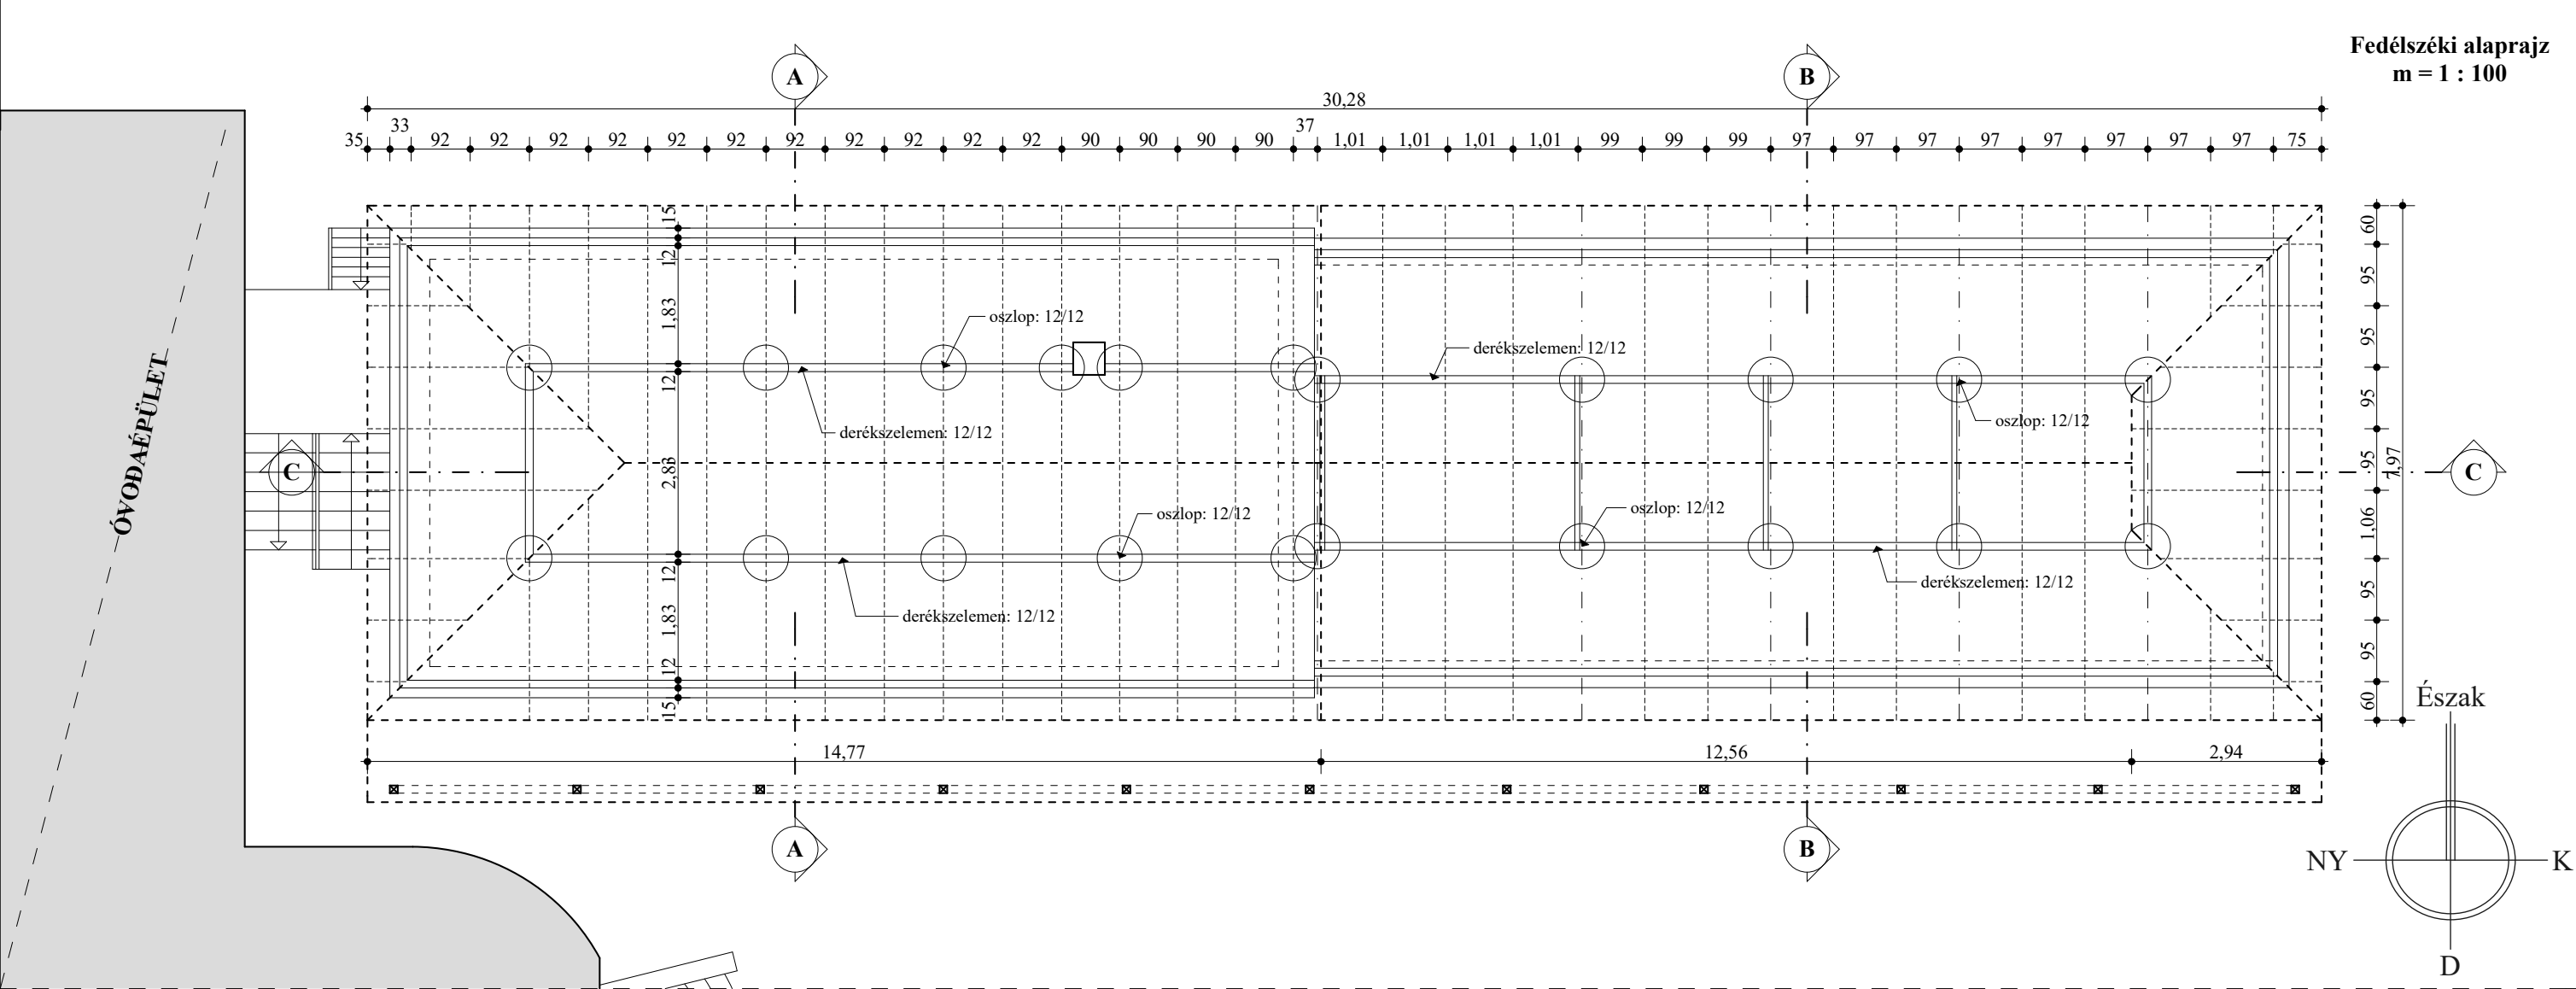 Fedélszéki alaprajz
m = 1 : 100
A
B
30,28
35
33
92
92
92
92
92
92
92
92
92
92
92
90
90
90
90
37
1,01
1,01
1,01
1,01
99
99
99
97
97
97
97
97
97
97
97
75
15
12
1,83
12
2,83
12
1,83
12
15
oszlop: 12/12
derékszelemen: 12/12
derékszelemen: 12/12
oszlop: 12/12
oszlop: 12/12
oszlop: 12/12
derékszelemen: 12/12
derékszelemen: 12/12
ÓVODAÉPÜLET
C
C
60
95
95
95
95
1,06
95
95
60
7,97
14,77
12,56
2,94
A
B
Észak
NY
K
D